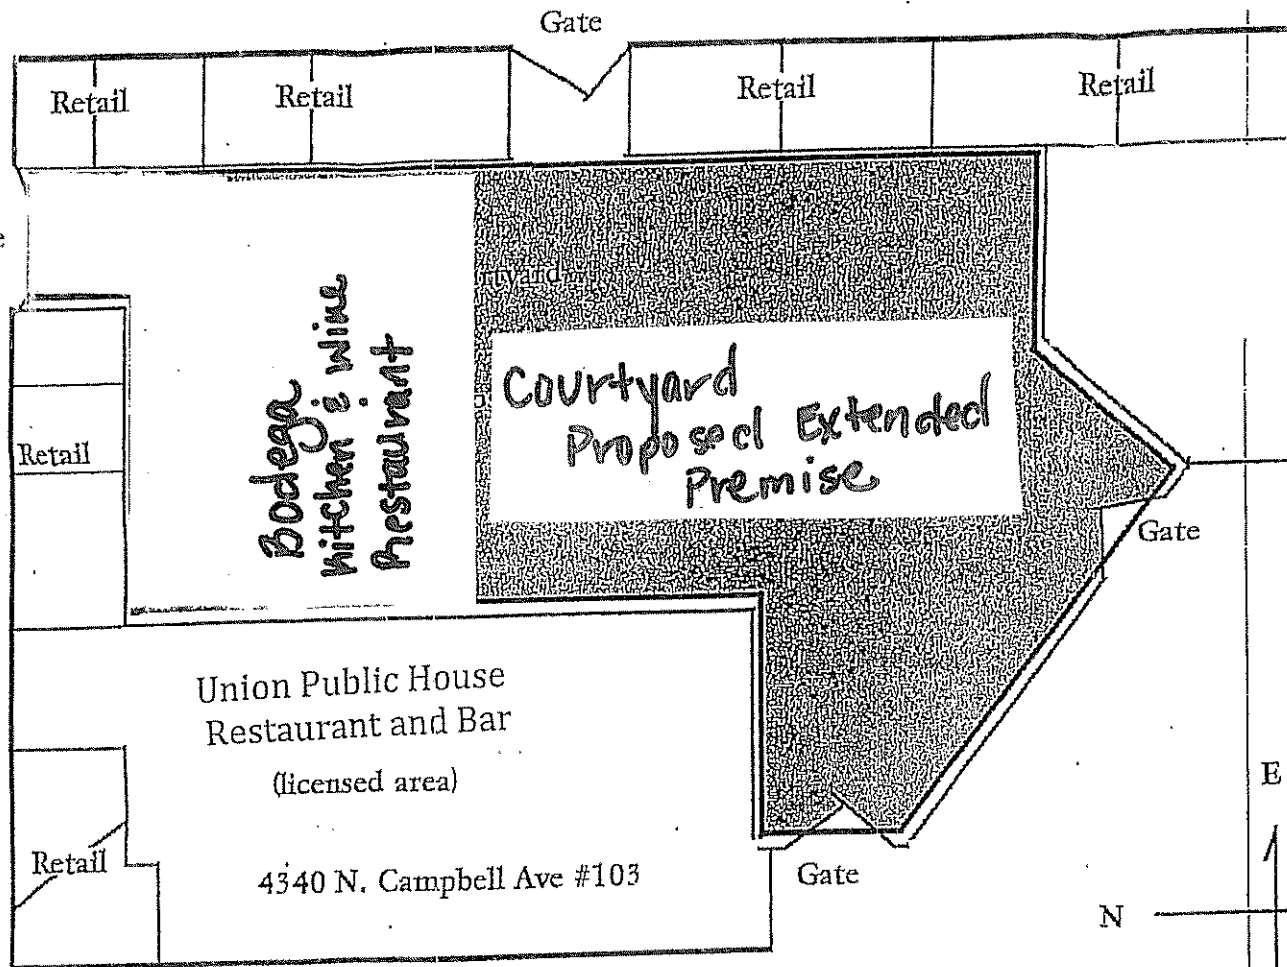 Gate
Retail
Retail
Retail
Retail
rtyard
Bodega
Kitchen & Wine
Restaurant
Courtyard
Proposed Extended
Premise
Retail
Gate
Union Public House
Restaurant and Bar
(licensed area)
4340 N. Campbell Ave #103
Retail
Gate
E
N